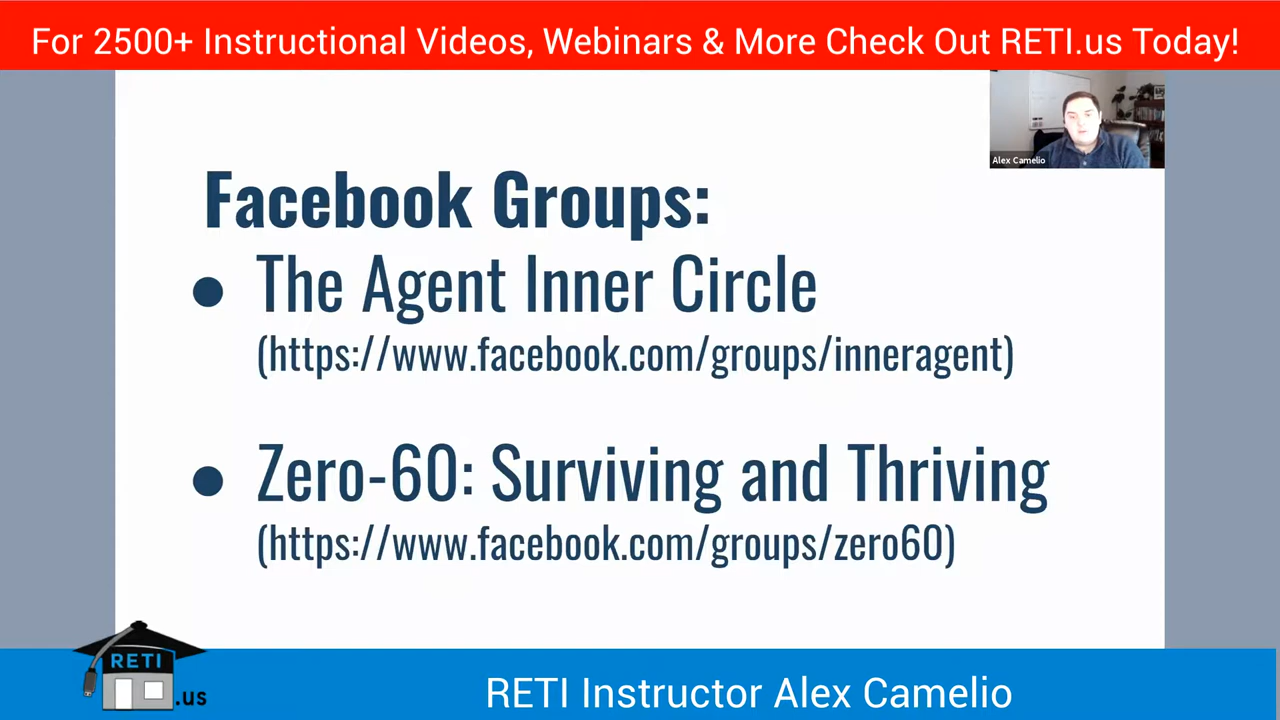 For 2500+ Instructional Videos, Webinars & More Check Out RETI.us Today!
Alex Camelio
Facebook Groups:
● The Agent Inner Circle
(https://www.facebook.com/groups/inneragent)
● Zero-60: Surviving and Thriving
(https://www.facebook.com/groups/zero60)
RETI
.us
RETI Instructor Alex Camelio